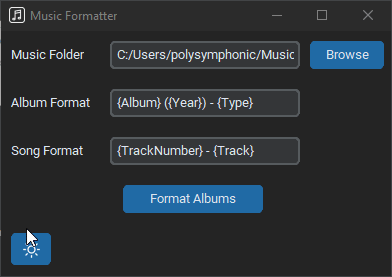 Music Formatter
Music Folder C:/Users/polysymphonic/Music Browse
Album Format {Album} ({Year}) - {Type}
Song Format {TrackNumber} - {Track}
Format Albums